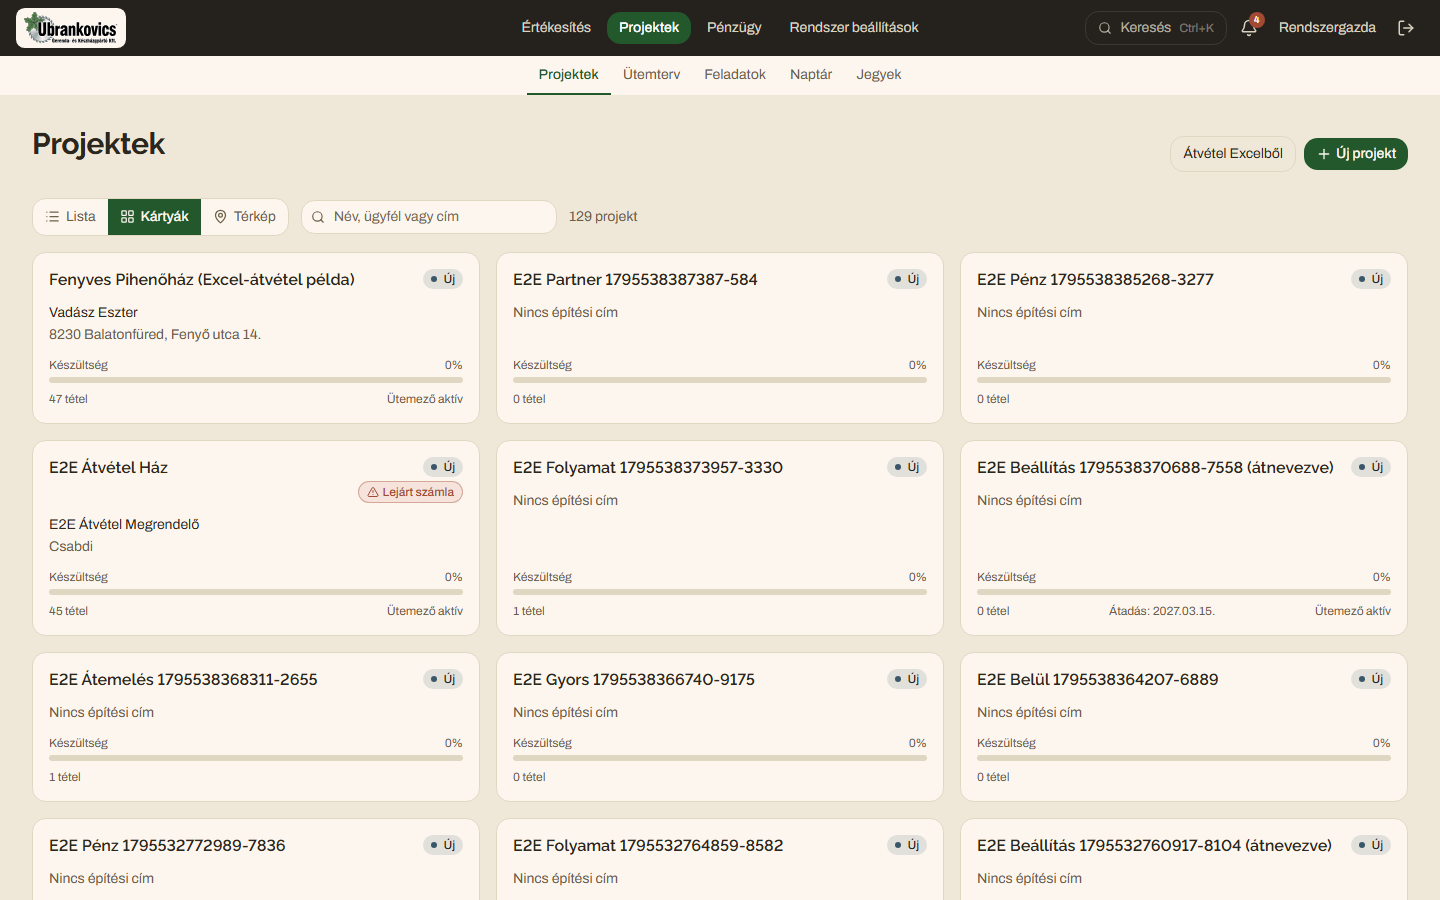 Ubrankovics
Gerenda- és Készházgyártó Kft.
Értékesítés
Projektek
Pénzügy
Rendszer beállítások
Keresés Ctrl+K
4
Rendszergazda
Projektek
Ütemterv
Feladatok
Naptár
Jegyek
Projektek
Átvétel Excelből
+ Új projekt
Lista
Kártyák
Térkép
Név, ügyfél vagy cím
129 projekt
Fenyves Pihenőház (Excel-átvétel példa)
Új
Vadász Eszter
8230 Balatonfüred, Fenyő utca 14.
Készültség 0%
47 tétel Ütemező aktív
E2E Partner 1795538387387-584
Új
Nincs építési cím
Készültség 0%
0 tétel
E2E Pénz 1795538385268-3277
Új
Nincs építési cím
Készültség 0%
0 tétel
E2E Átvétel Ház
Új
Lejárt számla
E2E Átvétel Megrendelő
Csabdi
Készültség 0%
45 tétel Ütemező aktív
E2E Folyamat 1795538373957-3330
Új
Nincs építési cím
Készültség 0%
1 tétel
E2E Beállítás 1795538370688-7558 (átnevezve)
Új
Nincs építési cím
Készültség 0%
0 tétel Átadás: 2027.03.15. Ütemező aktív
E2E Átemelés 1795538368311-2655
Új
Nincs építési cím
Készültség 0%
1 tétel
E2E Gyors 1795538366740-9175
Új
Nincs építési cím
Készültség 0%
0 tétel
E2E Belül 1795538364207-6889
Új
Nincs építési cím
Készültség 0%
0 tétel
E2E Pénz 1795532772989-7836
Új
Nincs építési cím
E2E Folyamat 1795532764859-8582
Új
Nincs építési cím
E2E Beállítás 1795532760917-8104 (átnevezve)
Új
Nincs építési cím